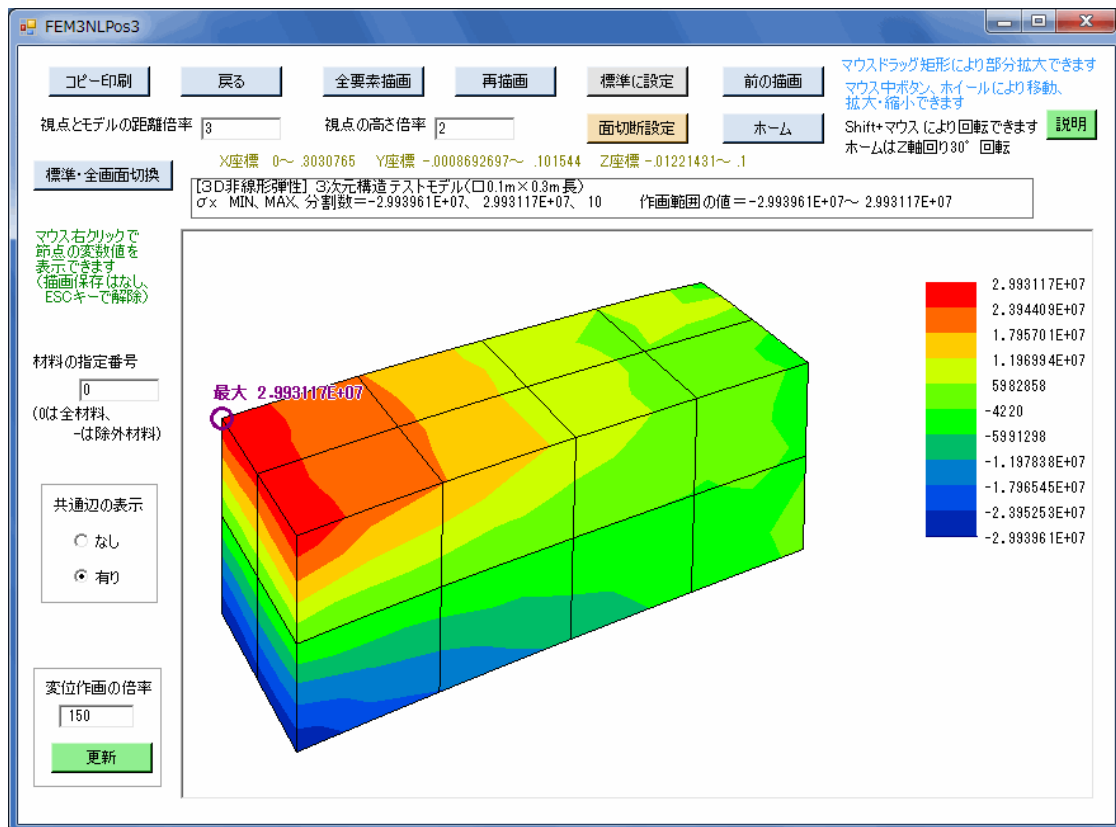 FEM3NLPos3
コピー印刷
戻る
全要素描画
再描画
標準に設定
前の描画
マウスドラッグ矩形により部分拡大できます
マウス中ボタン、ホイールにより移動、
拡大・縮小できます
視点とモデルの距離倍率 3
視点の高さ倍率 2
面切断設定
ホーム
Shift+マウス により回転できます
ホームはZ軸回り30° 回転
説明
標準・全画面切換
X座標 0～ .3030765 Y座標 -.0008692697～ .101544 Z座標 -.01221431～ .1
[3D非線形弾性] 3次元構造テストモデル(口0.1m×0.3m長)
σx MIN、MAX、分割数=-2.993961E+07、 2.993117E+07、 10 作画範囲の値=-2.993961E+07～ 2.993117E+07
マウス右クリックで
節点の変数値を
表示できます
(描画保存はなし、
ESCキーで解除)
材料の指定番号
0
(0は全材料、
-は除外材料)
共通辺の表示
なし
有り
変位作画の倍率
150
更新
最大 2.993117E+07
2.993117E+07
2.394409E+07
1.795701E+07
1.196994E+07
5982858
-4220
-5991298
-1.197838E+07
-1.796545E+07
-2.395253E+07
-2.993961E+07